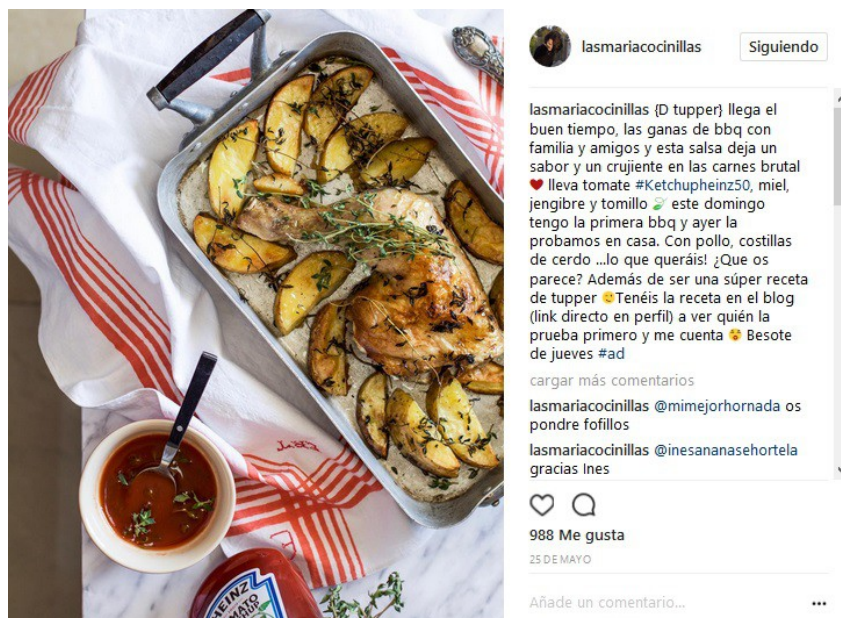 lasmariacocinillas
Siguiendo
lasmariacocinillas {D tupper} llega el
buen tiempo, las ganas de bbq con
familia y amigos y esta salsa deja un
sabor y un crujiente en las carnes brutal
❤ lleva tomate #Ketchupheinz50, miel,
jengibre y tomillo 🍃 este domingo
tengo la primera bbq y ayer la
probamos en casa. Con pollo, costillas
de cerdo ...lo que queráis! ¿Que os
parece? Además de ser una súper receta
de tupper 😋Tenéis la receta en el blog
(link directo en perfil) a ver quién la
prueba primero y me cuenta 😲 Besote
de jueves #ad
cargar más comentarios
lasmariacocinillas @mimejorhornada os
pondre fofillos
lasmariacocinillas @inesananasehortela
gracias Ines
988 Me gusta
25 DE MAYO
Añade un comentario...
HEINZ